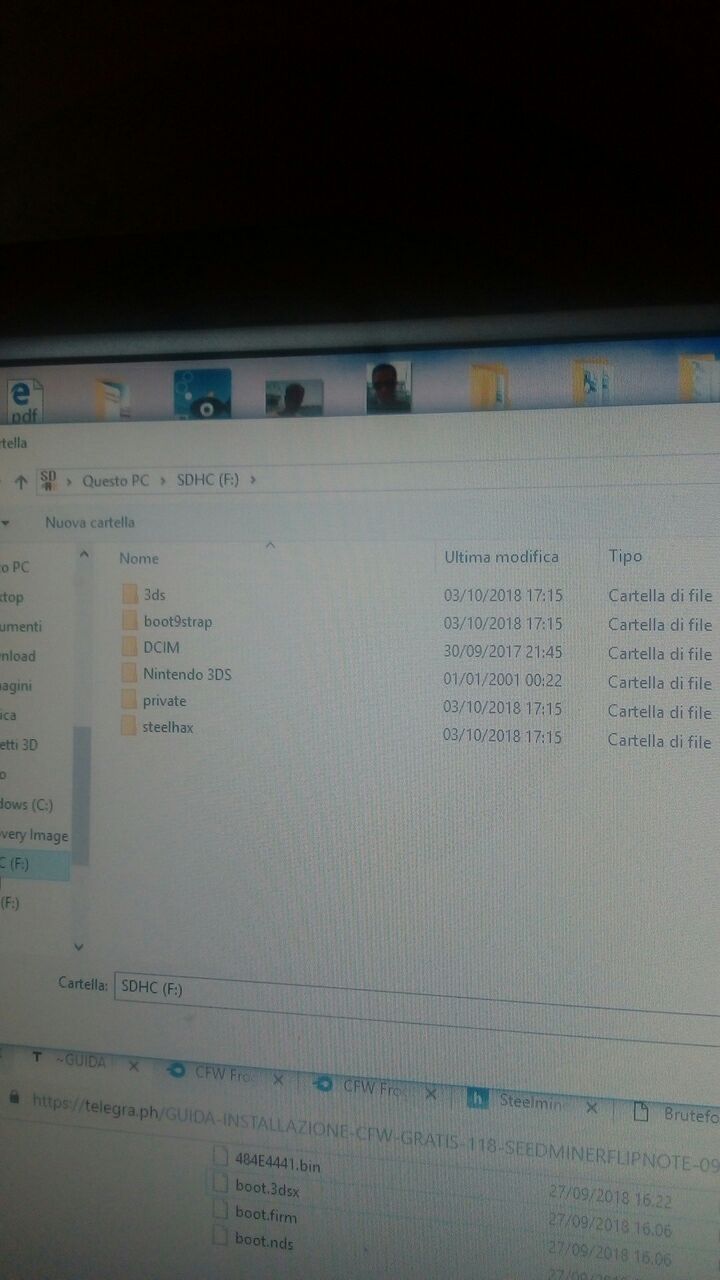 pdf
rtella
SD
Questo PC > SDHC (F:) >
Nuova cartella
Nome Ultima modifica Tipo
3ds 03/10/2018 17:15 Cartella di file
boot9strap 03/10/2018 17:15 Cartella di file
DCIM 30/09/2017 21:45 Cartella di file
Nintendo 3DS 01/01/2001 00:22 Cartella di file
private 03/10/2018 17:15 Cartella di file
steelhax 03/10/2018 17:15 Cartella di file
o PC
ktop
umenti
nload
agini
ica
etti 3D
o
dows (C:)
very Image
C (F:)
(F:)
Cartella: SDHC (F:)
T ~GUIDA × CFW Fro × CFW Fro × h Steelmin × Brutefo
https://telegra.ph/GUIDA-INSTALLAZIONE-CFW-GRATIS-118-SEEDMINERFLIPNOTE-09
484E4441.bin 27/09/2018 16.22
boot.3dsx 27/09/2018 16.06
boot.firm 27/09/2018 16.06
boot.nds